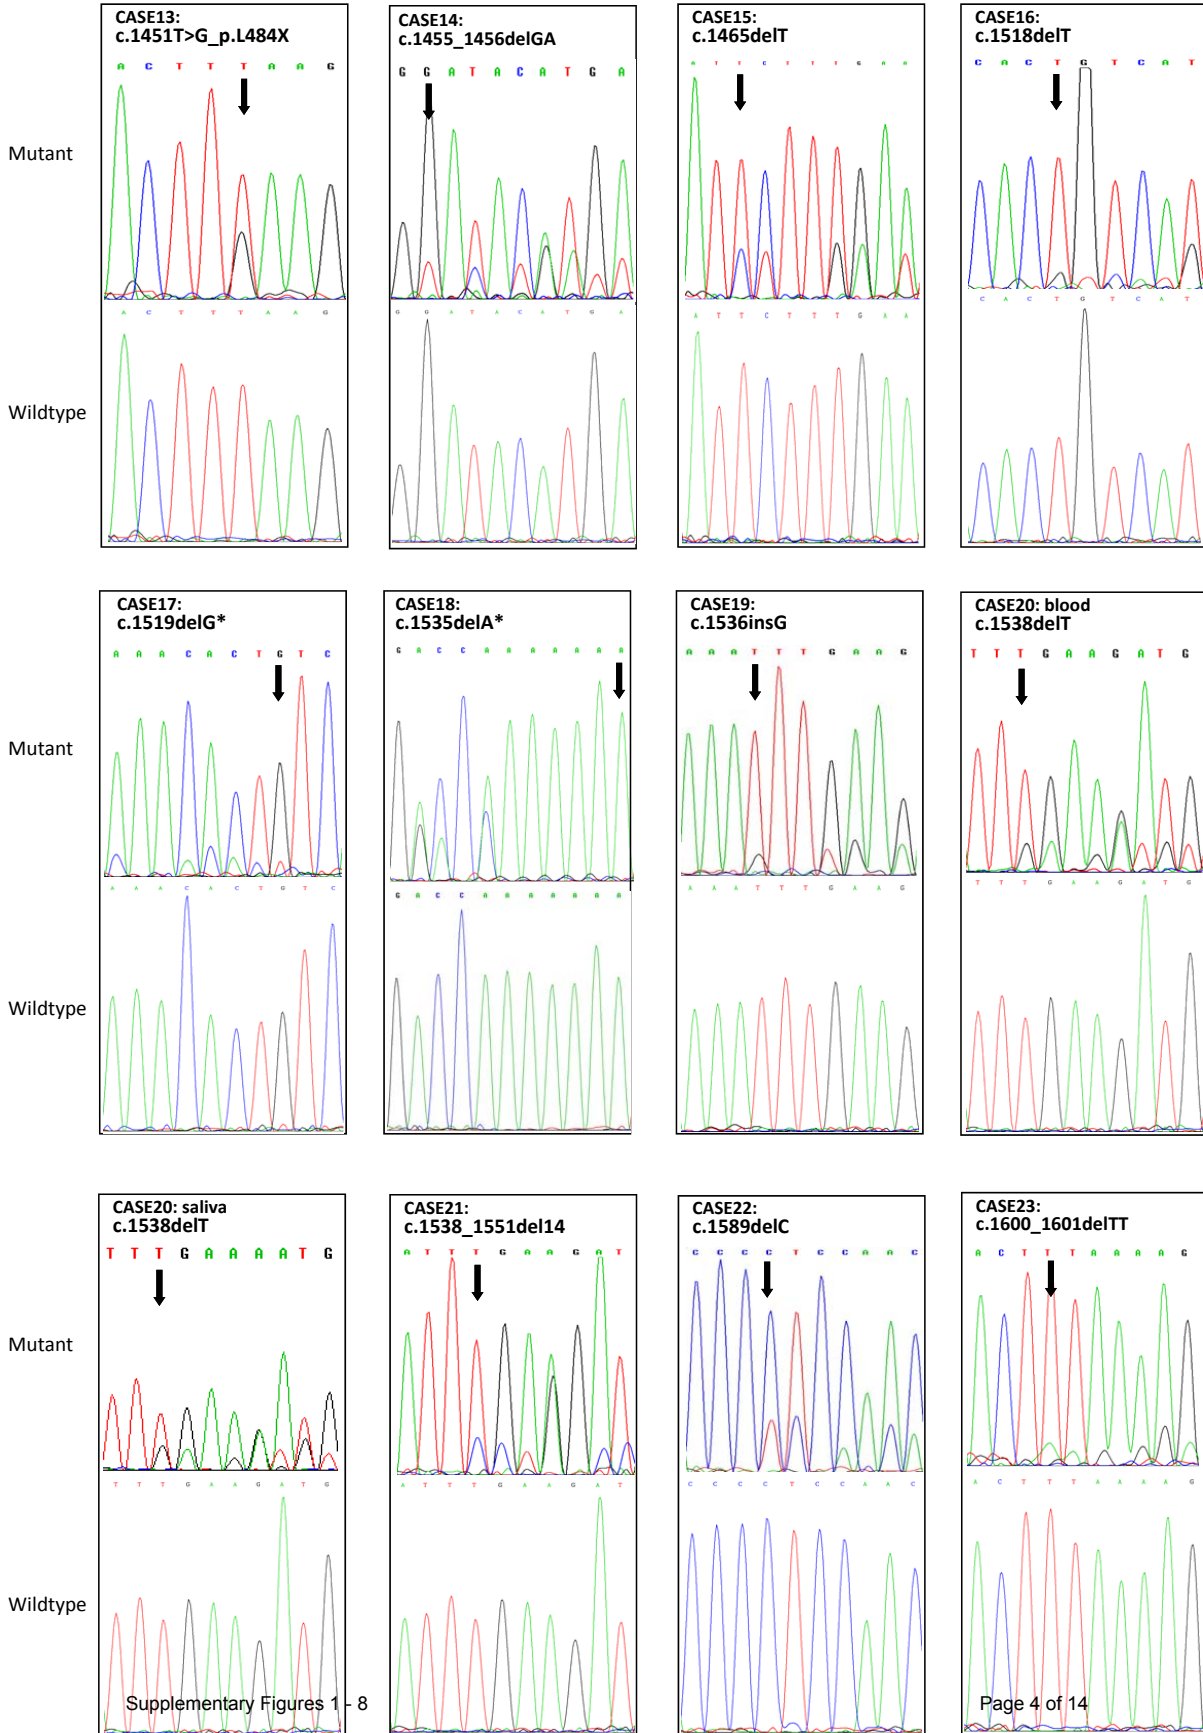 CASE13:
c.1451T>G_p.L484X
A C T T T A A G
A C T T T A A G
CASE14:
c.1455_1456delGA
G G A T A C A T G A
G G A T A C A T G A
CASE15:
c.1465delT
A T T C T T T G A A
A T T C T T T G A A
CASE16:
c.1518delT
C A C T G T C A T
C A C T G T C A T
Mutant
Wildtype
CASE17:
c.1519delG*
A A A C A C T G T C
A A A C A C T G T C
CASE18:
c.1535delA*
G A C C A A A A A A A
G A C C A A A A A A A
CASE19:
c.1536insG
A A A T T T G A A G
A A A T T T G A A G
CASE20: blood
c.1538delT
T T T G A A G A T G
T T T G A A G A T G
Mutant
Wildtype
CASE20: saliva
c.1538delT
T T T G A A A A T G
T T T G A A G A T G
CASE21:
c.1538_1551del14
A T T T G A A G A T
A T T T G A A G A T
CASE22:
c.1589delC
C C C C T C C A A C
C C C C T C C A A C
CASE23:
c.1600_1601delTT
A C T T T A A A A G
A C T T T A A A A G
Mutant
Wildtype
Supplementary Figures 1 - 8
Page 4 of 14